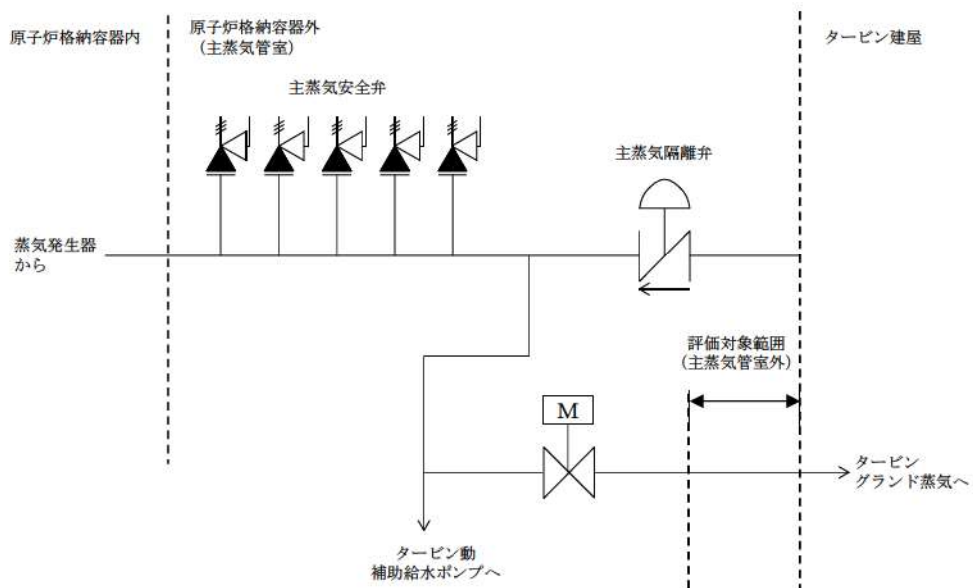 原子炉格納容器内
原子炉格納容器外
（主蒸気管室）
タービン建屋
主蒸気安全弁
主蒸気隔離弁
蒸気発生器
から
評価対象範囲
（主蒸気管室外）
M
タービン
グランド蒸気へ
タービン動
補助給水ポンプへ